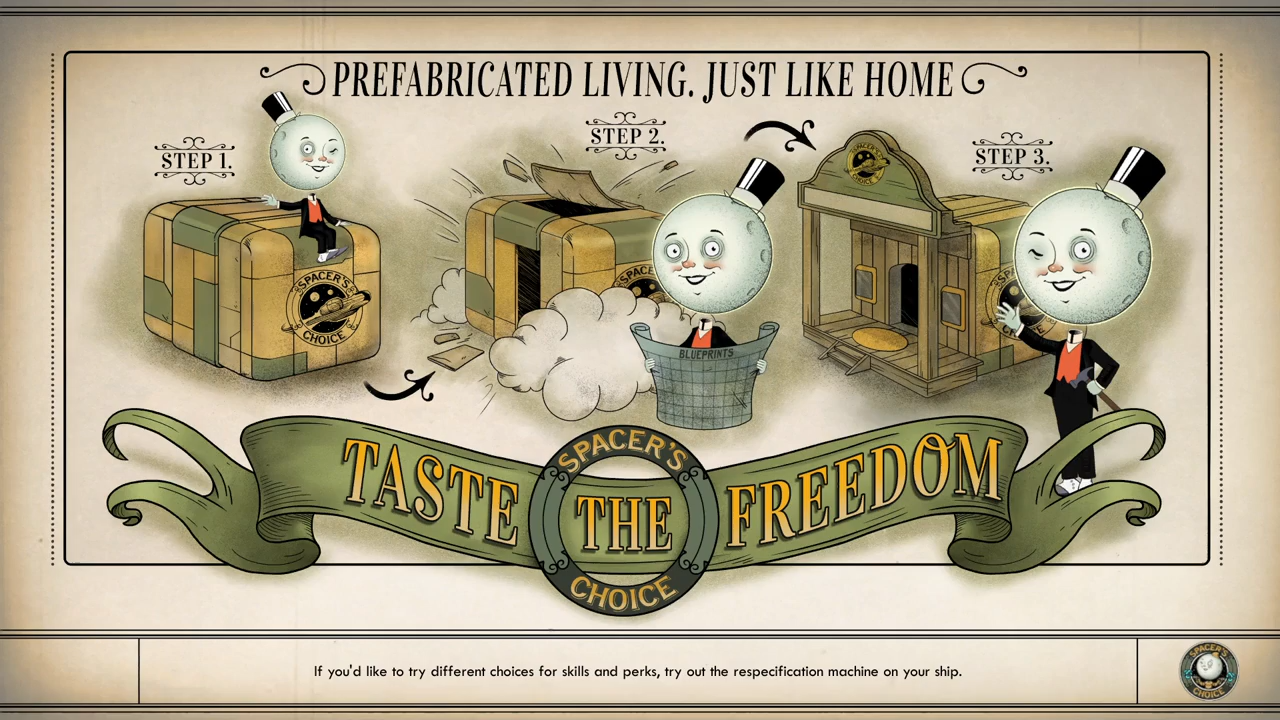 PREFABRICATED LIVING. JUST LIKE HOME
STEP 1.
STEP 2.
STEP 3.
SPACER'S
CHOICE
SPACER'S
CHOICE
BLUEPRINTS
TASTE THE FREEDOM
SPACER'S
CHOICE
If you'd like to try different choices for skills and perks, try out the respecification machine on your ship.
SPACER'S
CHOICE